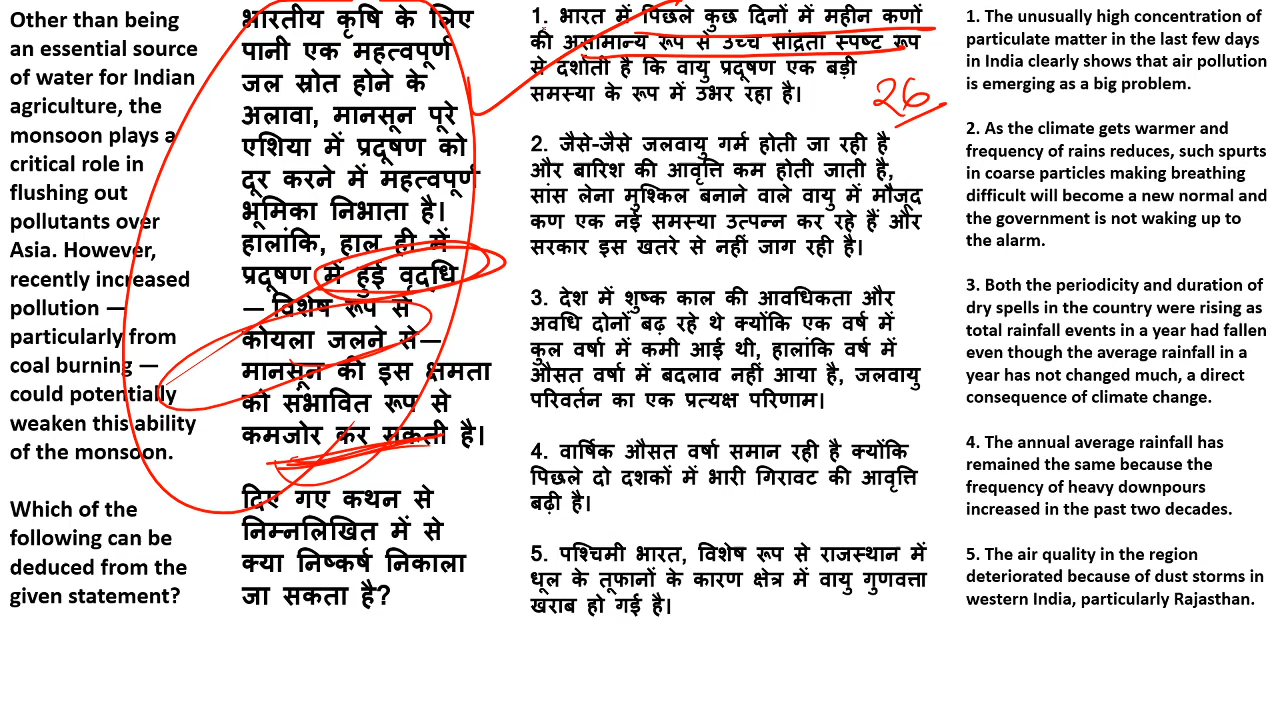 Other than being
an essential source
of water for Indian
agriculture, the
monsoon plays a
critical role in
flushing out
pollutants over
Asia. However,
recently increased
pollution —
particularly from
coal burning —
could potentially
weaken this ability
of the monsoon.
Which of the
following can be
deduced from the
given statement?
भारतीय कृषि के लिए
पानी एक महत्वपूर्ण
जल स्रोत होने के
अलावा, मानसून पूरे
एशिया में प्रदूषण को
दूर करने में महत्वपूर्ण
भूमिका निभाता है।
हालांकि, हाल ही में
प्रदूषण में हुई वृद्धि
— विशेष रूप से
कोयला जलने से—
मानसून की इस क्षमता
को संभावित रूप से
कमजोर कर सकती है।
दिए गए कथन से
निम्नलिखित में से
क्या निष्कर्ष निकाला
जा सकता है?
1. भारत में पिछले कुछ दिनों में महीन कणों
की असामान्य रूप से उच्च सांद्रता स्पष्ट रूप
से दर्शाती है कि वायु प्रदूषण एक बड़ी
समस्या के रूप में उभर रहा है।
26
2. जैसे-जैसे जलवायु गर्म होती जा रही है
और बारिश की आवृत्ति कम होती जाती है,
सांस लेना मुश्किल बनाने वाले वायु में मौजूद
कण एक नई समस्या उत्पन्न कर रहे हैं और
सरकार इस खतरे से नहीं जाग रही है।
3. देश में शुष्क काल की आवधिकता और
अवधि दोनों बढ़ रहे थे क्योंकि एक वर्ष में
कुल वर्षा में कमी आई थी, हालांकि वर्ष में
औसत वर्षा में बदलाव नहीं आया है, जलवायु
परिवर्तन का एक प्रत्यक्ष परिणाम।
4. वार्षिक औसत वर्षा समान रही है क्योंकि
पिछले दो दशकों में भारी गिरावट की आवृत्ति
बढ़ी है।
5. पश्चिमी भारत, विशेष रूप से राजस्थान में
धूल के तूफानों के कारण क्षेत्र में वायु गुणवत्ता
खराब हो गई है।
1. The unusually high concentration of
particulate matter in the last few days
in India clearly shows that air pollution
is emerging as a big problem.
2. As the climate gets warmer and
frequency of rains reduces, such spurts
in coarse particles making breathing
difficult will become a new normal and
the government is not waking up to
the alarm.
3. Both the periodicity and duration of
dry spells in the country were rising as
total rainfall events in a year had fallen
even though the average rainfall in a
year has not changed much, a direct
consequence of climate change.
4. The annual average rainfall has
remained the same because the
frequency of heavy downpours
increased in the past two decades.
5. The air quality in the region
deteriorated because of dust storms in
western India, particularly Rajasthan.